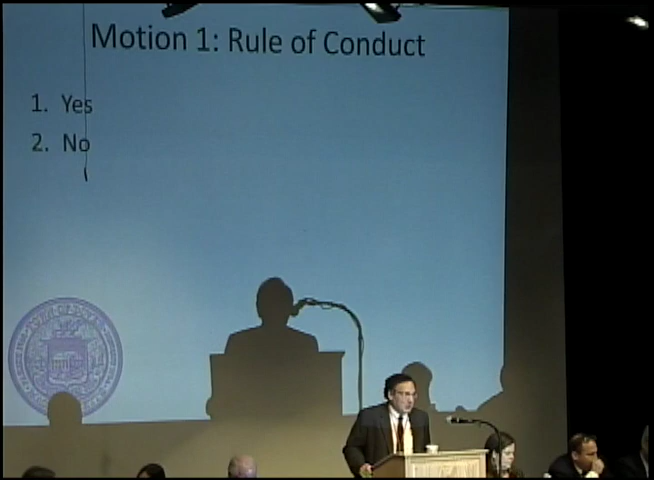 Motion 1: Rule of Conduct
1. Yes
2. No